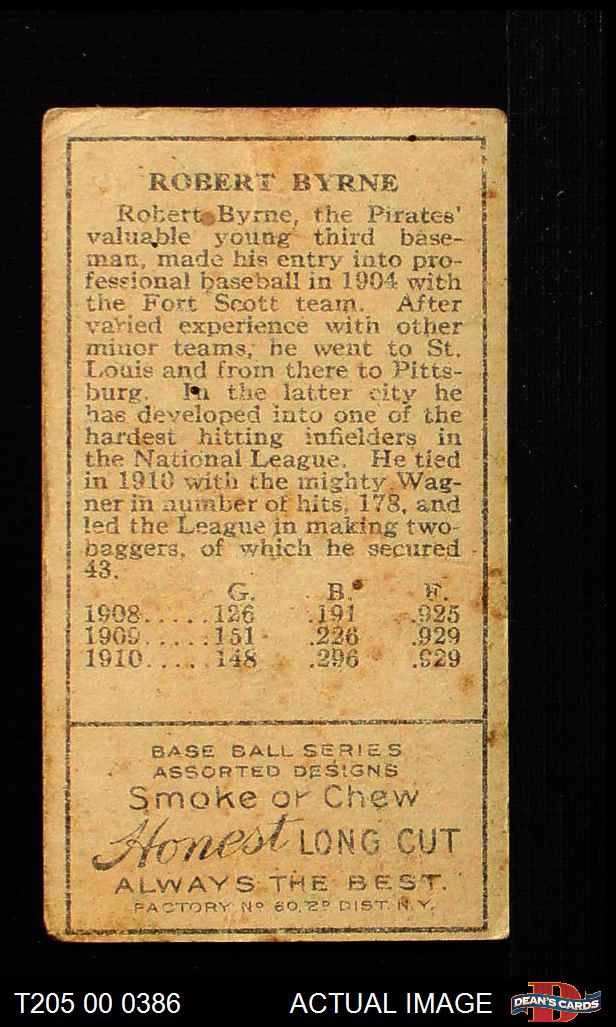 ROBERT BYRNE
Robert Byrne, the Pirates'
valuable young third base-
man, made his entry into pro-
fessional baseball in 1904 with
the Fort Scott team. After
varied experience with other
minor teams, he went to St.
Louis and from there to Pitts-
burg. In the latter city he
has developed into one of the
hardest hitting infielders in
the National League. He tied
in 1910 with the mighty Wag-
ner in number of hits, 178, and
led the League in making two-
baggers, of which he secured
43.
G. B. F.
1908.....126 .191 .925
1909.....151 .226 .929
1910.....148 .296 .929
BASE BALL SERIES
ASSORTED DESIGNS
Smoke or Chew
Honest LONG CUT
ALWAYS THE BEST.
FACTORY No 60, 2D DIST. N.Y.
T205 00 0386 ACTUAL IMAGE DEAN'S CARDS